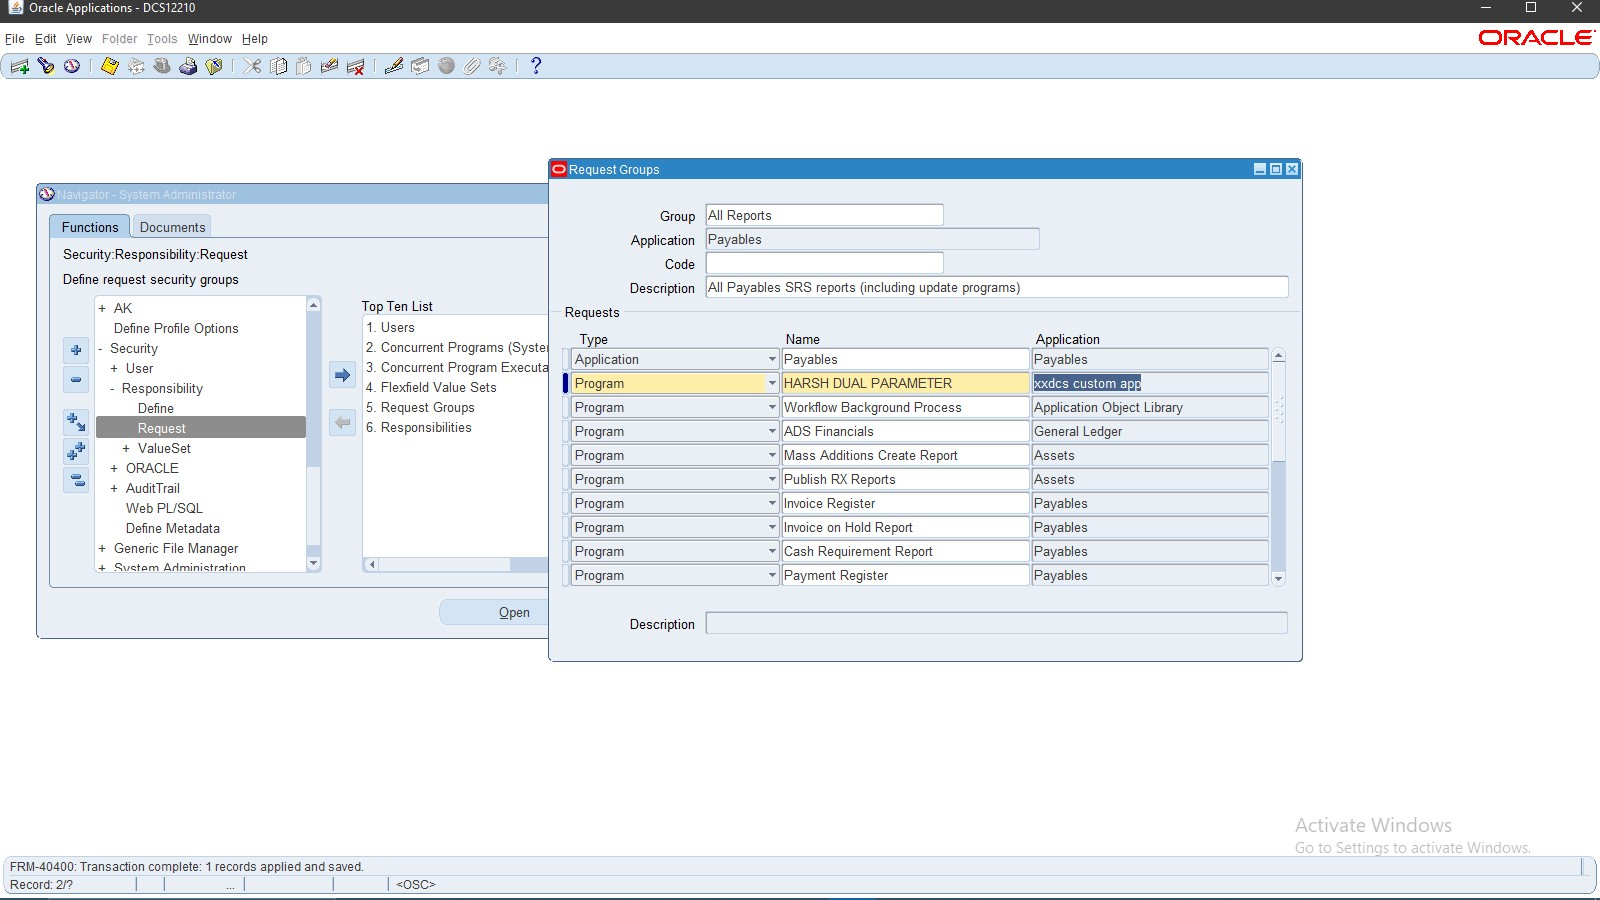 Oracle Applications - DCS12210
File Edit View Folder Tools Window Help
ORACLE
Navigator - System Administrator
Functions
Documents
Security:Responsibility:Request
Define request security groups
+ AK
Define Profile Options
- Security
+ User
- Responsibility
Define
Request
+ ValueSet
+ ORACLE
+ AuditTrail
Web PL/SQL
Define Metadata
+ Generic File Manager
+ System Administration
Top Ten List
1. Users
2. Concurrent Programs (Syste
3. Concurrent Program Executa
4. Flexfield Value Sets
5. Request Groups
6. Responsibilities
Open
Request Groups
Group All Reports
Application Payables
Code
Description All Payables SRS reports (including update programs)
Requests
Type Name Application
Application Payables Payables
Program HARSH DUAL PARAMETER xxdcs custom app
Program Workflow Background Process Application Object Library
Program ADS Financials General Ledger
Program Mass Additions Create Report Assets
Program Publish RX Reports Assets
Program Invoice Register Payables
Program Invoice on Hold Report Payables
Program Cash Requirement Report Payables
Program Payment Register Payables
Description
Activate Windows
Go to Settings to activate Windows.
FRM-40400: Transaction complete: 1 records applied and saved.
Record: 2/? ... <OSC>